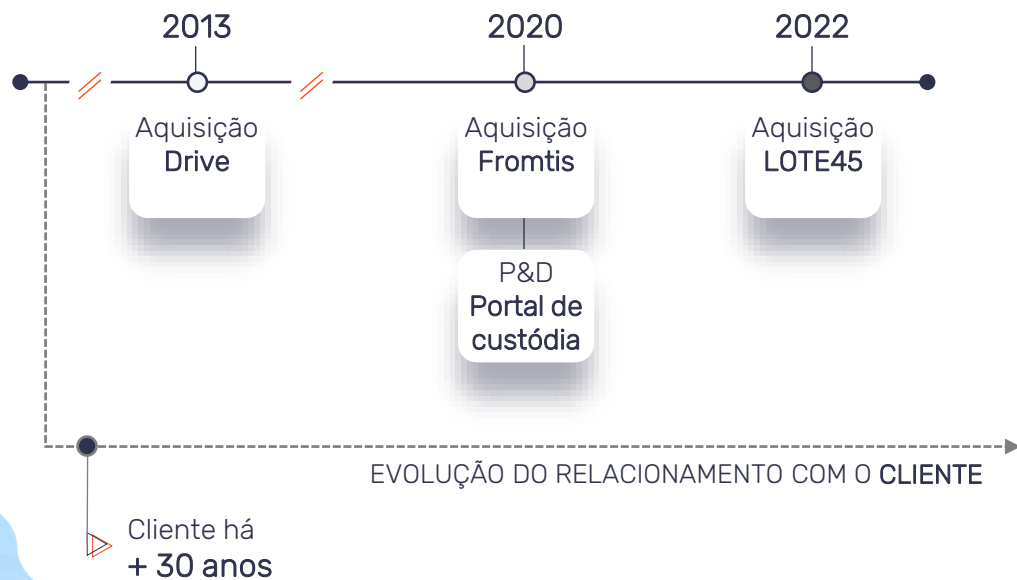 2013
2020
2022
Aquisição
Drive
Aquisição
Fromtis
Aquisição
LOTE45
P&D
Portal de
custódia
EVOLUÇÃO DO RELACIONAMENTO COM O CLIENTE
Cliente há
+ 30 anos